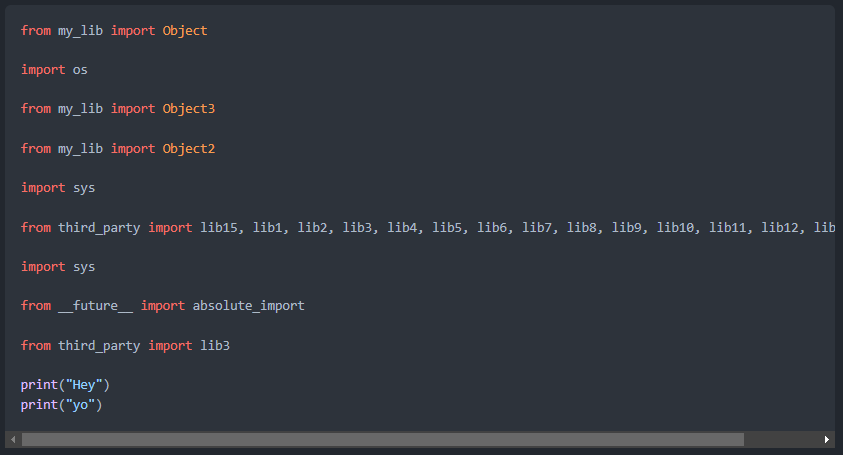 from my_lib import Object
import os
from my_lib import Object3
from my_lib import Object2
import sys
from third_party import lib15, lib1, lib2, lib3, lib4, lib5, lib6, lib7, lib8, lib9, lib10, lib11, lib12, lib
import sys
from __future__ import absolute_import
from third_party import lib3
print("Hey")
print("yo")